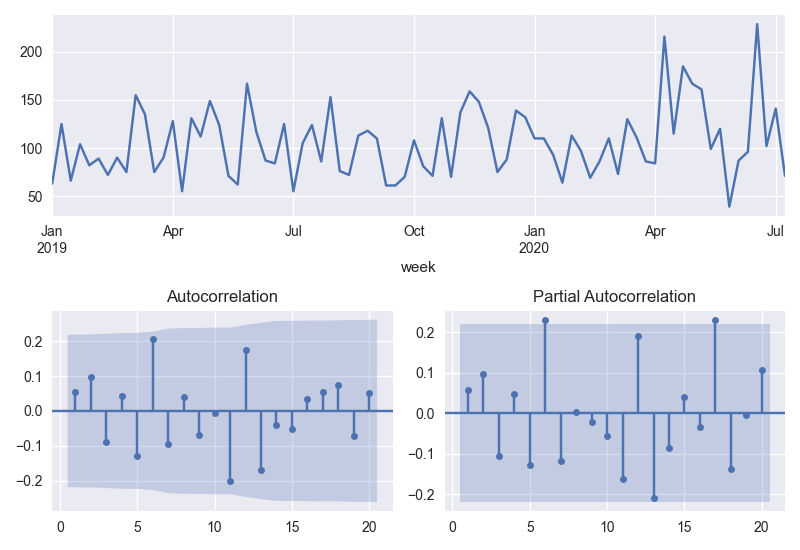 200
150
100
50
Jan Apr Jul Oct Jan Apr Jul
2019 2020
week
Autocorrelation Partial Autocorrelation
0.2 0.2
0.1 0.1
0.0 0.0
−0.1 −0.1
−0.2 −0.2
0 5 10 15 20 0 5 10 15 20